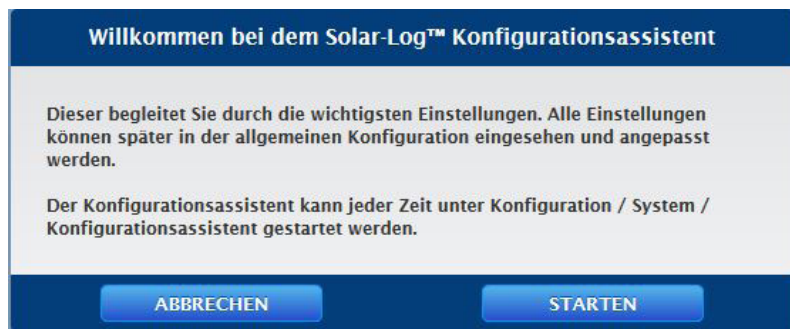 Willkommen bei dem Solar-Log™ Konfigurationsassistent
Dieser begleitet Sie durch die wichtigsten Einstellungen. Alle Einstellungen
können später in der allgemeinen Konfiguration eingesehen und angepasst
werden.
Der Konfigurationsassistent kann jeder Zeit unter Konfiguration / System /
Konfigurationsassistent gestartet werden.
ABBRECHEN
STARTEN